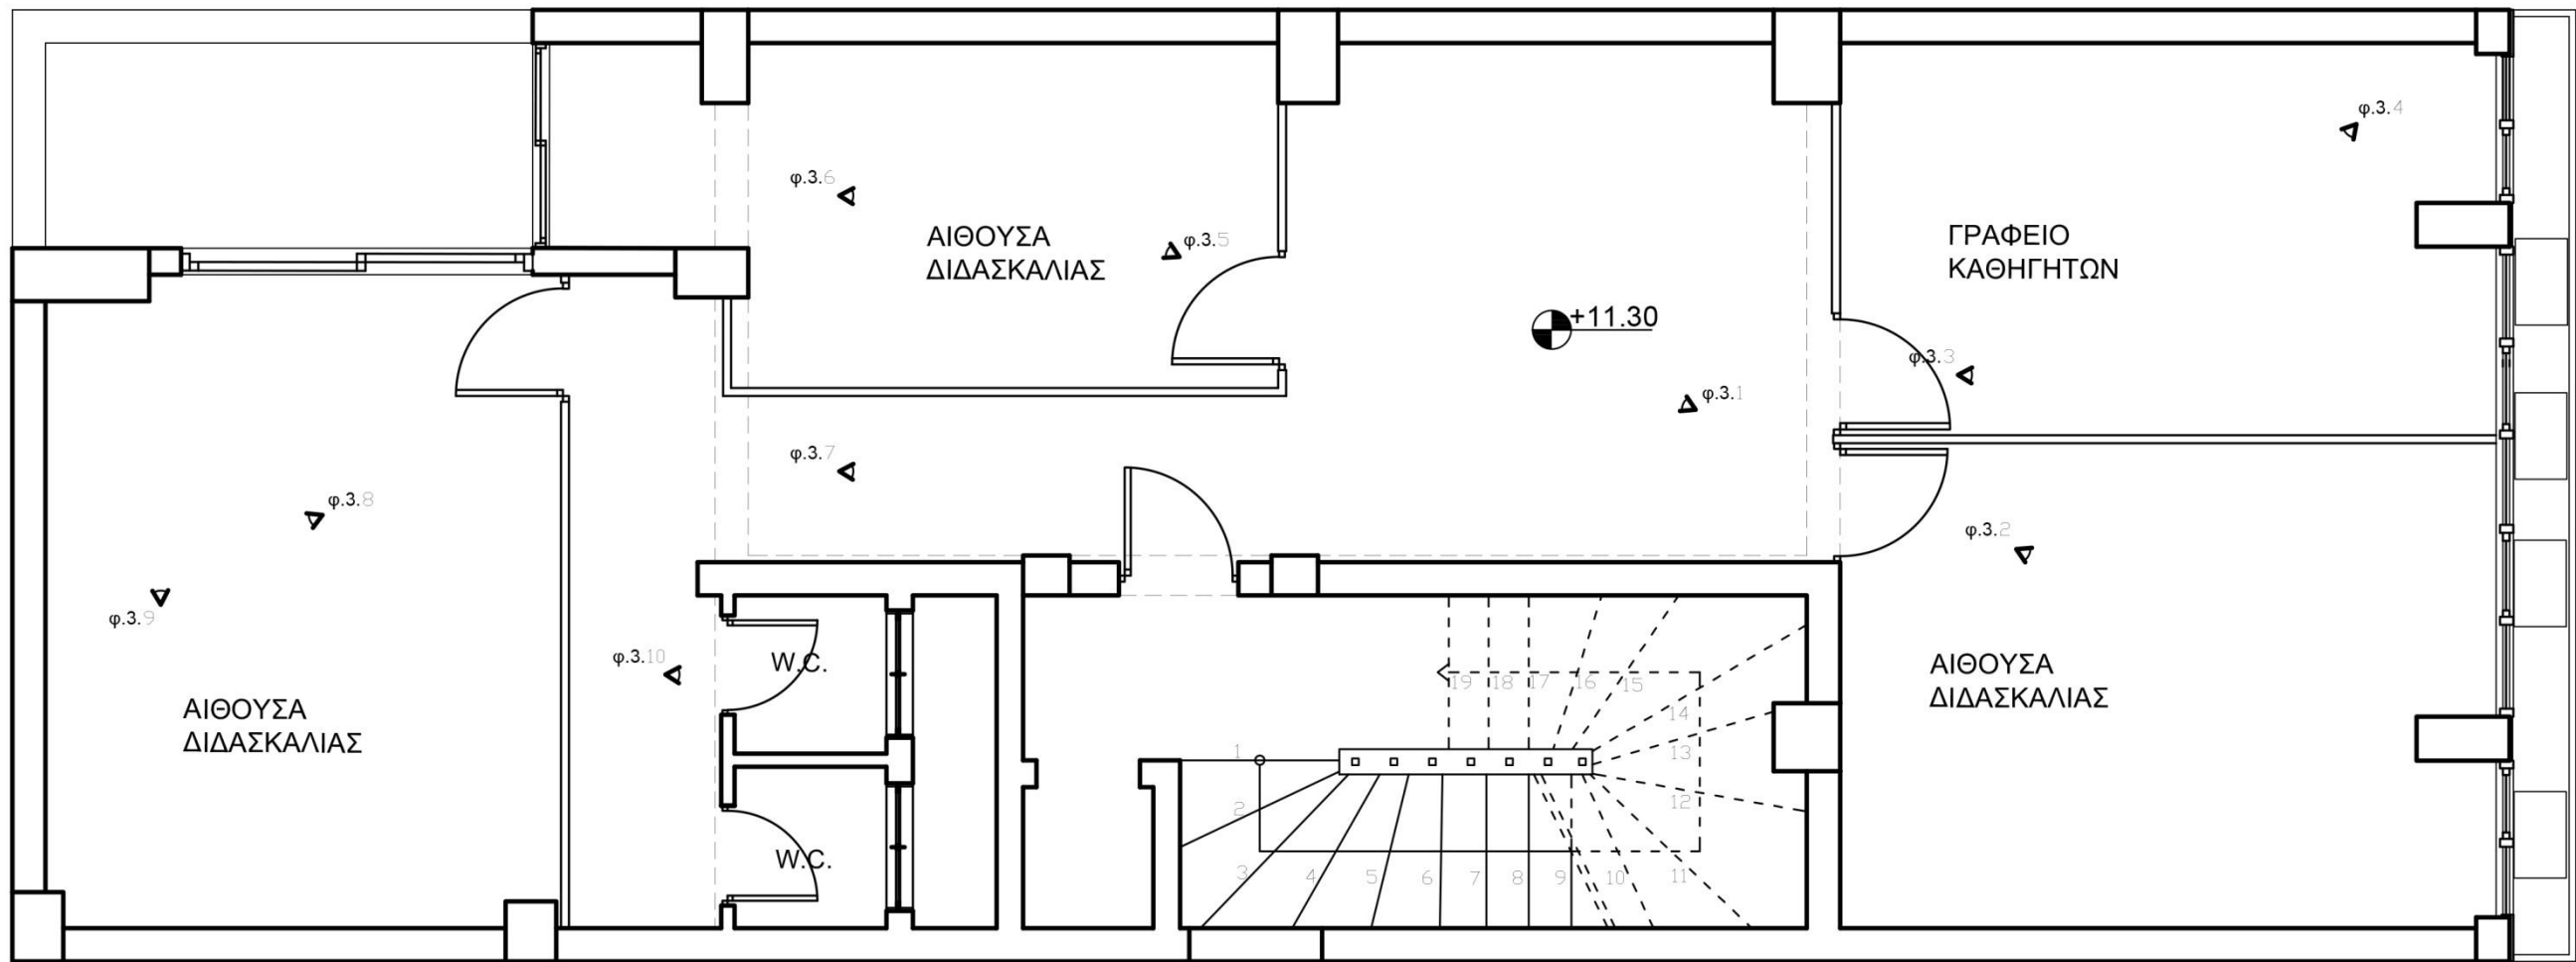 φ.3.4
φ.3.6
ΑΙΘΟΥΣΑ
ΔΙΔΑΣΚΑΛΙΑΣ
φ.3.5
ΓΡΑΦΕΙΟ
ΚΑΘΗΓΗΤΩΝ
+11.30
φ.3.3
φ.3.1
φ.3.7
φ.3.8
φ.3.2
φ.3.9
φ.3.10
W.C.
ΑΙΘΟΥΣΑ
ΔΙΔΑΣΚΑΛΙΑΣ
19 18 17 16 15
14
13
12
ΑΙΘΟΥΣΑ
ΔΙΔΑΣΚΑΛΙΑΣ
1
2
W.C.
3 4 5 6 7 8 9 10 11